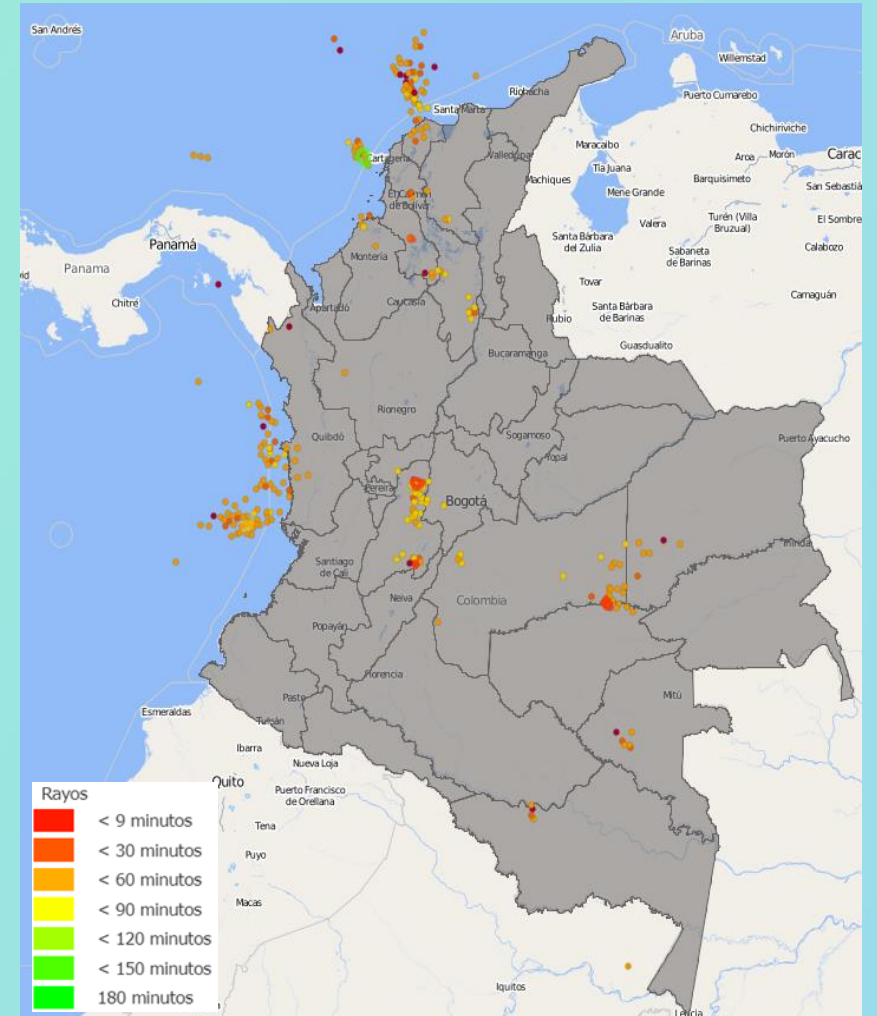 San Andrés
Aruba
Willemstad
Puerto Cumarebo
Riohacha
Santa Marta
Chichiriviche
Maracaibo
Cartagena
Valledupar
Aroa
Morón
Carac
Tía Juana
Machiques
Barquisimeto
Mene Grande
San Sebastiá
El Carmen
de Bolívar
Valera
Turén (Villa
Bruzual)
El Sombre
Panamá
Santa Bárbara
del Zulia
Sabaneta
de Barinas
Calabozo
Montería
Panama
vid
Tovar
Camaguán
Chitré
Apartadó
Caucasia
Santa Bárbara
de Barinas
Rubio
Guasdualito
Bucaramanga
Rionegro
Quibdó
Sogamoso
Puerto Ayacucho
Yopal
Pereira
Bogotá
Inírida
Santiago
de Cali
Neiva
Colombia
Popayán
Florencia
Mitú
Pasto
Esmeraldas
Tulcán
Ibarra
Nueva Loja
Quito
Puerto Francisco
de Orellana
Tena
Puyo
Macas
Iquitos
Leticia
Rayos
< 9 minutos
< 30 minutos
< 60 minutos
< 90 minutos
< 120 minutos
< 150 minutos
180 minutos